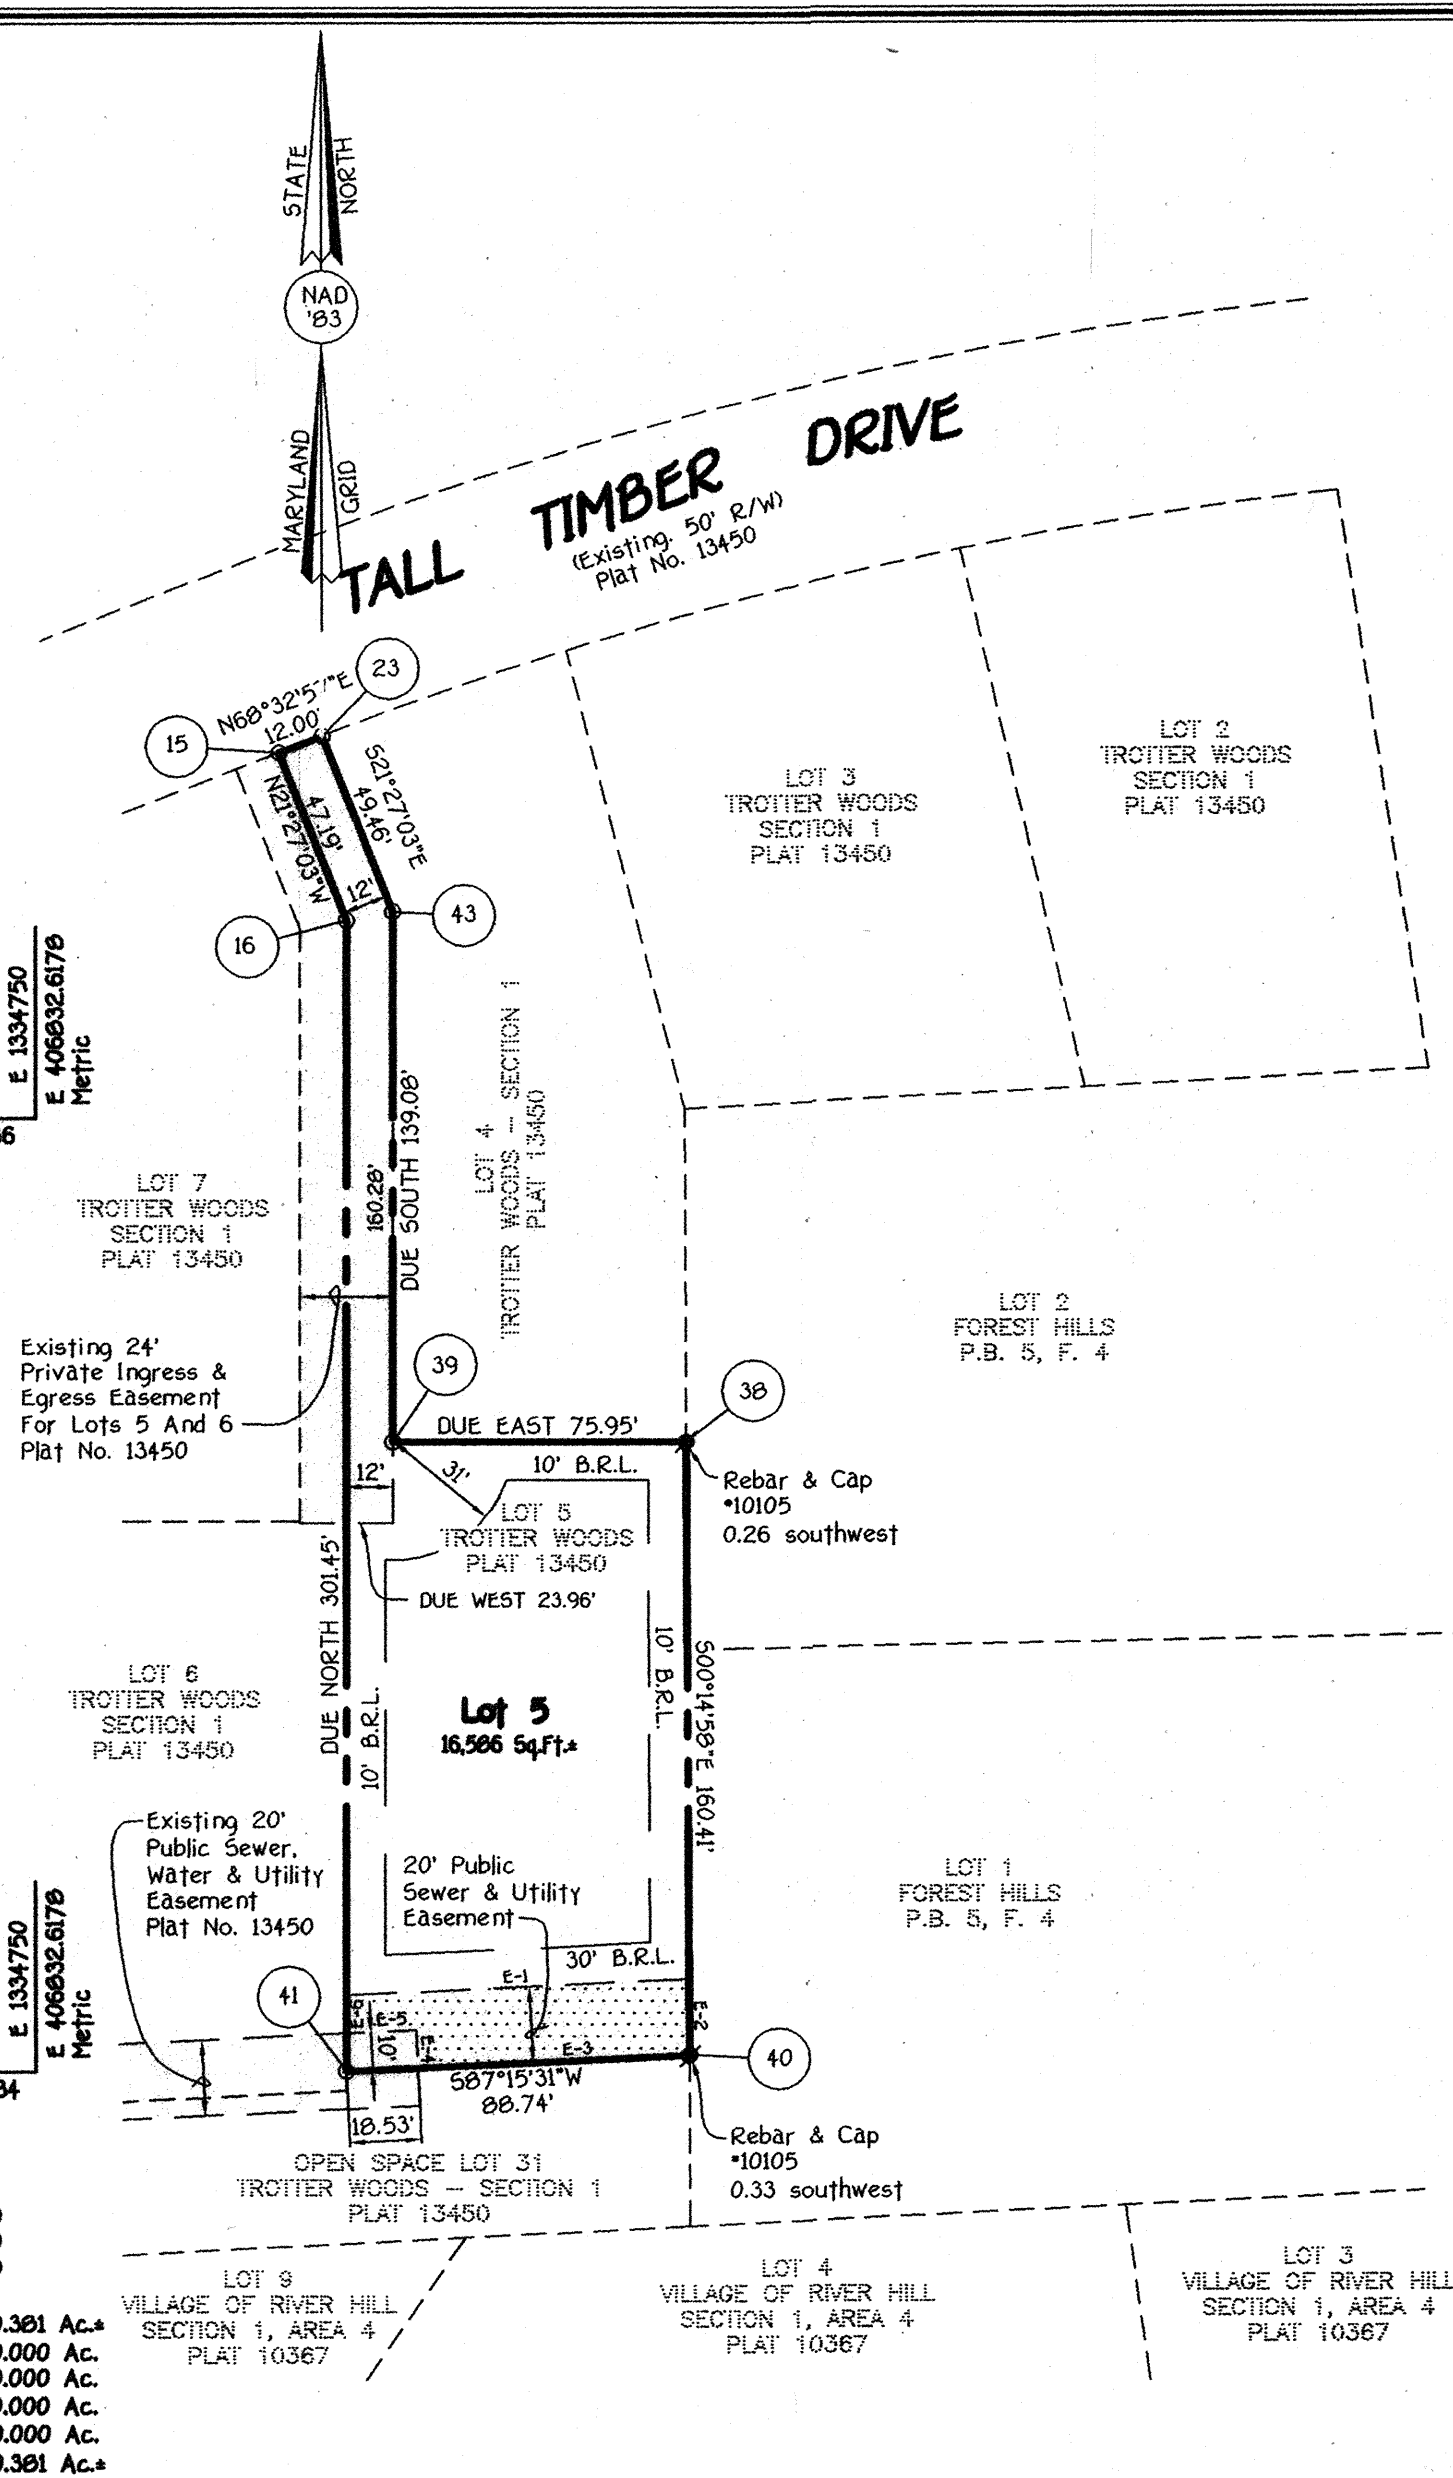 STATE
NORTH
NAD
'83
MARYLAND
GRID
TALL TIMBER DRIVE
(Existing. 50' R/W)
Plat No. 13450
23
N68°32'57"E
12.00'
15
S21°27'03"E
49.46'
N21°27'03"W
47.19'
12'
43
16
LOT 3
TROTTER WOODS
SECTION 1
PLAT 13450
LOT 2
TROTTER WOODS
SECTION 1
PLAT 13450
E 1334750
E 406832.6178
Metric
LOT 4
TROTTER WOODS - SECTION 1
PLAT 13450
DUE SOUTH 139.08'
160.28'
LOT 7
TROTTER WOODS
SECTION 1
PLAT 13450
LOT 2
FOREST HILLS
P.B. 5, F. 4
Existing 24'
Private Ingress &
Egress Easement
For Lots 5 And 6
Plat No. 13450
39
38
DUE EAST 75.95'
12'
31'
10' B.R.L.
Rebar & Cap
*10105
0.26 southwest
LOT 5
TROTTER WOODS
PLAT 13450
DUE WEST 23.96'
DUE NORTH 301.45'
10' B.R.L.
10' B.R.L.
S00°14'58"E 160.41'
LOT 6
TROTTER WOODS
SECTION 1
PLAT 13450
Lot 5
16,586 Sq.Ft.±
Existing 20'
Public Sewer,
Water & Utility
Easement
Plat No. 13450
20' Public
Sewer & Utility
Easement
LOT 1
FOREST HILLS
P.B. 5, F. 4
E 1334750
E 406832.6178
Metric
30' B.R.L.
E-1
41
E-6
E-5
10'
E-4
E-3
E-2
40
S87°15'31"W
88.74'
18.53'
Rebar & Cap
*10105
0.33 southwest
OPEN SPACE LOT 31
TROTTER WOODS - SECTION 1
PLAT 13450
LOT 9
VILLAGE OF RIVER HILL
SECTION 1, AREA 4
PLAT 10367
LOT 4
VILLAGE OF RIVER HILL
SECTION 1, AREA 4
PLAT 10367
LOT 3
VILLAGE OF RIVER HILL
SECTION 1, AREA 4
PLAT 10367
0.381 Ac.±
0.000 Ac.
0.000 Ac.
0.000 Ac.
0.000 Ac.
0.381 Ac.±